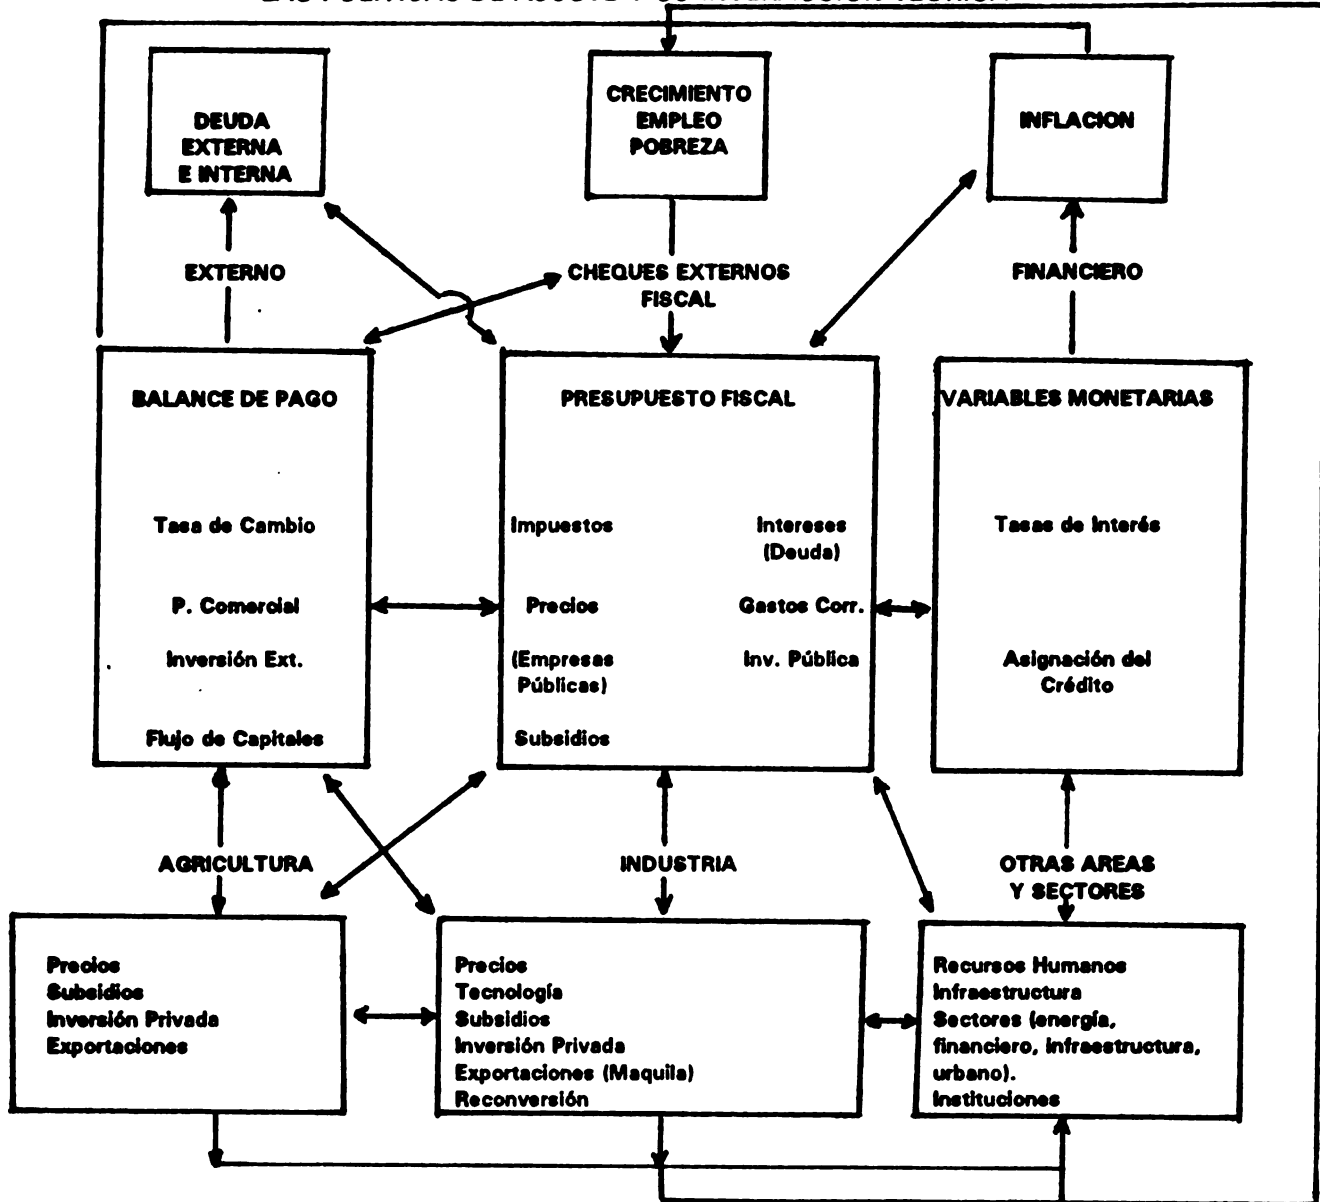 DEUDA
EXTERNA
E INTERNA
CRECIMIENTO
EMPLEO
POBREZA
INFLACION
EXTERNO
CHEQUES EXTERNOS
FISCAL
FINANCIERO
BALANCE DE PAGO
Tasa de Cambio
P. Comercial
Inversión Ext.
Flujo de Capitales
PRESUPUESTO FISCAL
Impuestos
Precios
(Empresas
Públicas)
Subsidios
Intereses
(Deuda)
Gastos Corr.
Inv. Pública
VARIABLES MONETARIAS
Tasas de Interés
Asignación del
Crédito
AGRICULTURA
INDUSTRIA
OTRAS AREAS
Y SECTORES
Precios
Subsidios
Inversión Privada
Exportaciones
Precios
Tecnología
Subsidios
Inversión Privada
Exportaciones (Maquila)
Reconversión
Recursos Humanos
Infraestructura
Sectores (energía,
financiero, infraestructura,
urbano).
Instituciones